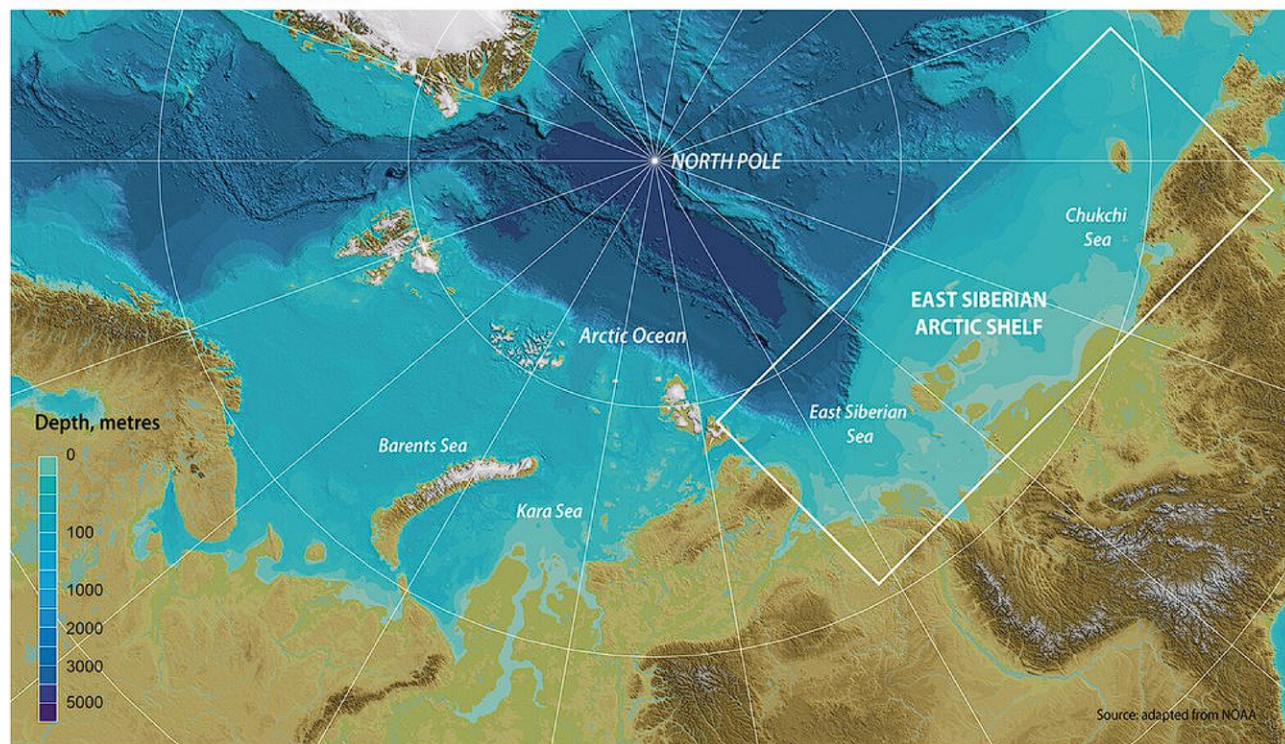 NORTH POLE
Chukchi
Sea
EAST SIBERIAN
ARCTIC SHELF
Arctic Ocean
East Siberian
Sea
Barents Sea
Kara Sea
Depth, metres
0
100
1000
2000
3000
5000
Source: adapted from NOAA